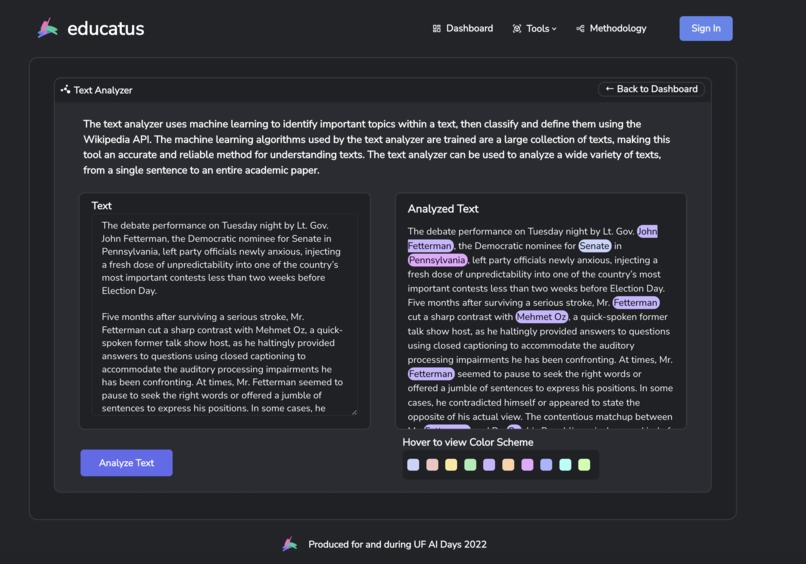 educatus
Dashboard
Tools
Methodology
Sign In
Text Analyzer
← Back to Dashboard
The text analyzer uses machine learning to identify important topics within a text, then classify and define them using the
Wikipedia API. The machine learning algorithms used by the text analyzer are trained are a large collection of texts, making this
tool an accurate and reliable method for understanding texts. The text analyzer can be used to analyze a wide variety of texts,
from a single sentence to an entire academic paper.
Text
The debate performance on Tuesday night by Lt. Gov.
John Fetterman, the Democratic nominee for Senate in
Pennsylvania, left party officials newly anxious, injecting
a fresh dose of unpredictability into one of the country's
most important contests less than two weeks before
Election Day.
Five months after surviving a serious stroke, Mr.
Fetterman cut a sharp contrast with Mehmet Oz, a quick-
spoken former talk show host, as he haltingly provided
answers to questions using closed captioning to
accommodate the auditory processing impairments he
has been confronting. At times, Mr. Fetterman seemed to
pause to seek the right words or offered a jumble of
sentences to express his positions. In some cases, he
Analyze Text
Analyzed Text
The debate performance on Tuesday night by Lt. Gov. John
Fetterman, the Democratic nominee for Senate in
Pennsylvania, left party officials newly anxious, injecting a
fresh dose of unpredictability into one of the country's most
important contests less than two weeks before Election Day.
Five months after surviving a serious stroke, Mr. Fetterman
cut a sharp contrast with Mehmet Oz, a quick-spoken former
talk show host, as he haltingly provided answers to questions
using closed captioning to accommodate the auditory
processing impairments he has been confronting. At times, Mr.
Fetterman seemed to pause to seek the right words or
offered a jumble of sentences to express his positions. In some
cases, he contradicted himself or appeared to state the
opposite of his actual view. The contentious matchup between
Hover to view Color Scheme
Produced for and during UF AI Days 2022